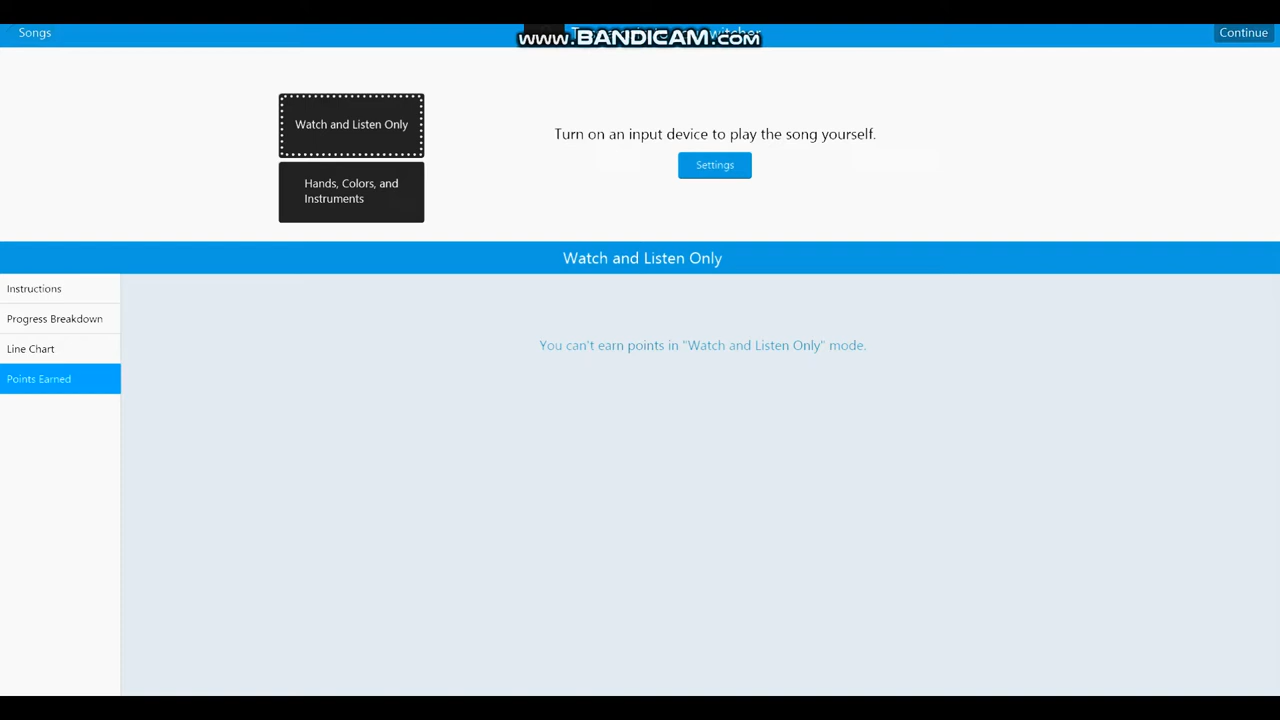 Songs
www.BANDICAM.com
Continue
Watch and Listen Only
Turn on an input device to play the song yourself.
Settings
Hands, Colors, and
Instruments
Watch and Listen Only
Instructions
Progress Breakdown
Line Chart
Points Earned
You can't earn points in "Watch and Listen Only" mode.